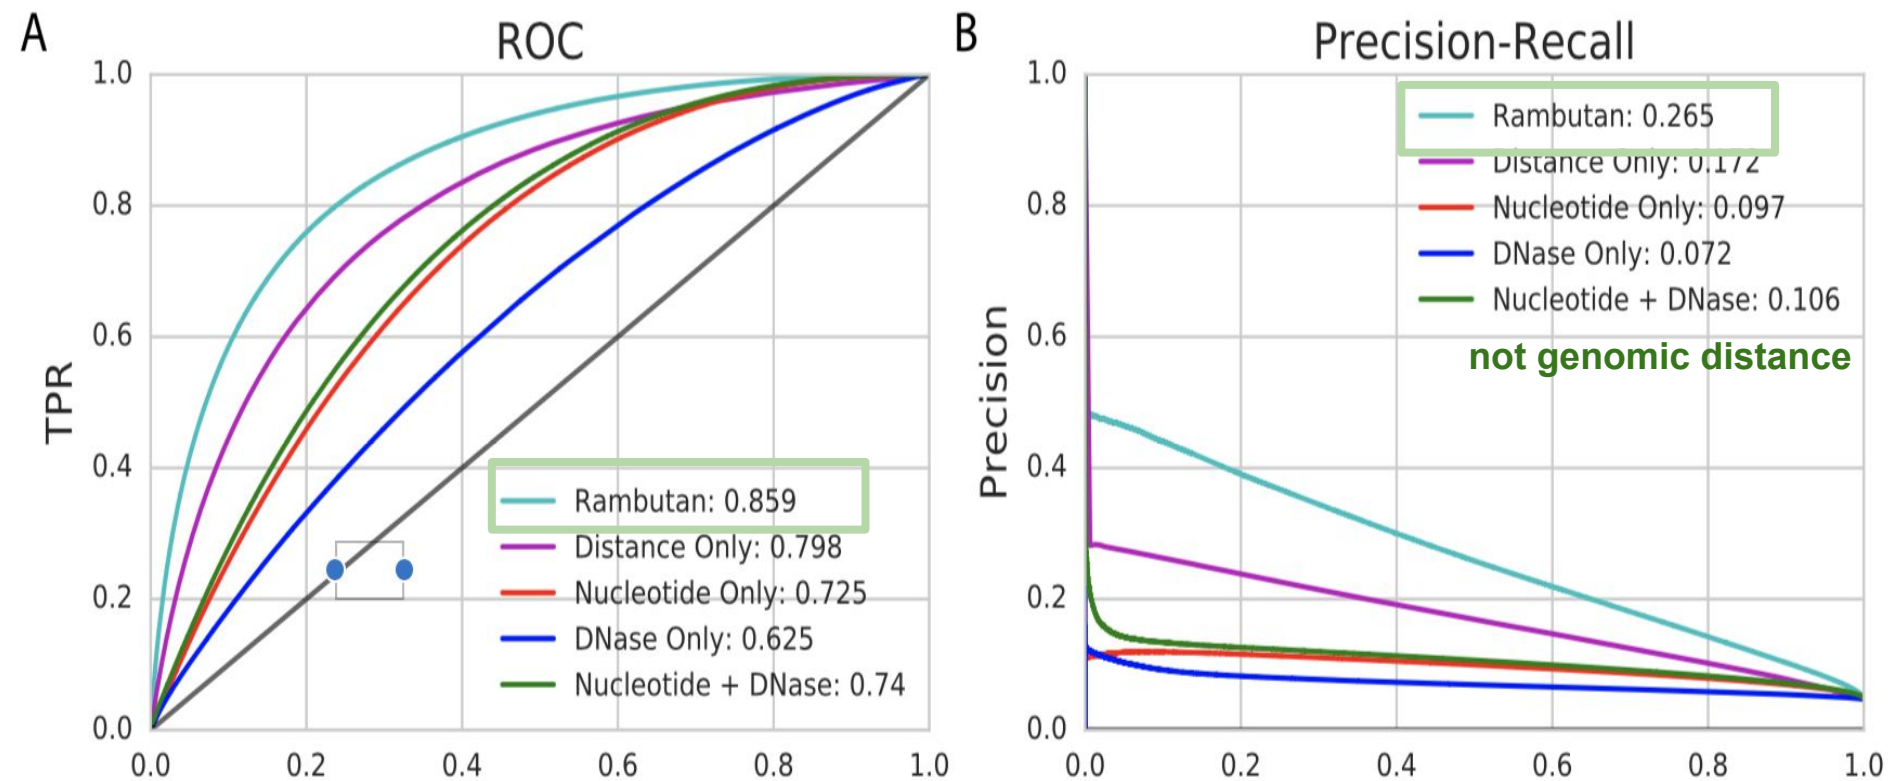 A
ROC
TPR
1.0
0.8
0.6
0.4
0.2
0.0
0.0 0.2 0.4 0.6 0.8 1.0
Rambutan: 0.859
Distance Only: 0.798
Nucleotide Only: 0.725
DNase Only: 0.625
Nucleotide + DNase: 0.74
B
Precision-Recall
Precision
1.0
0.8
0.6
0.4
0.2
0.0
0.0 0.2 0.4 0.6 0.8 1.0
Rambutan: 0.265
Distance Only: 0.172
Nucleotide Only: 0.097
DNase Only: 0.072
Nucleotide + DNase: 0.106
not genomic distance